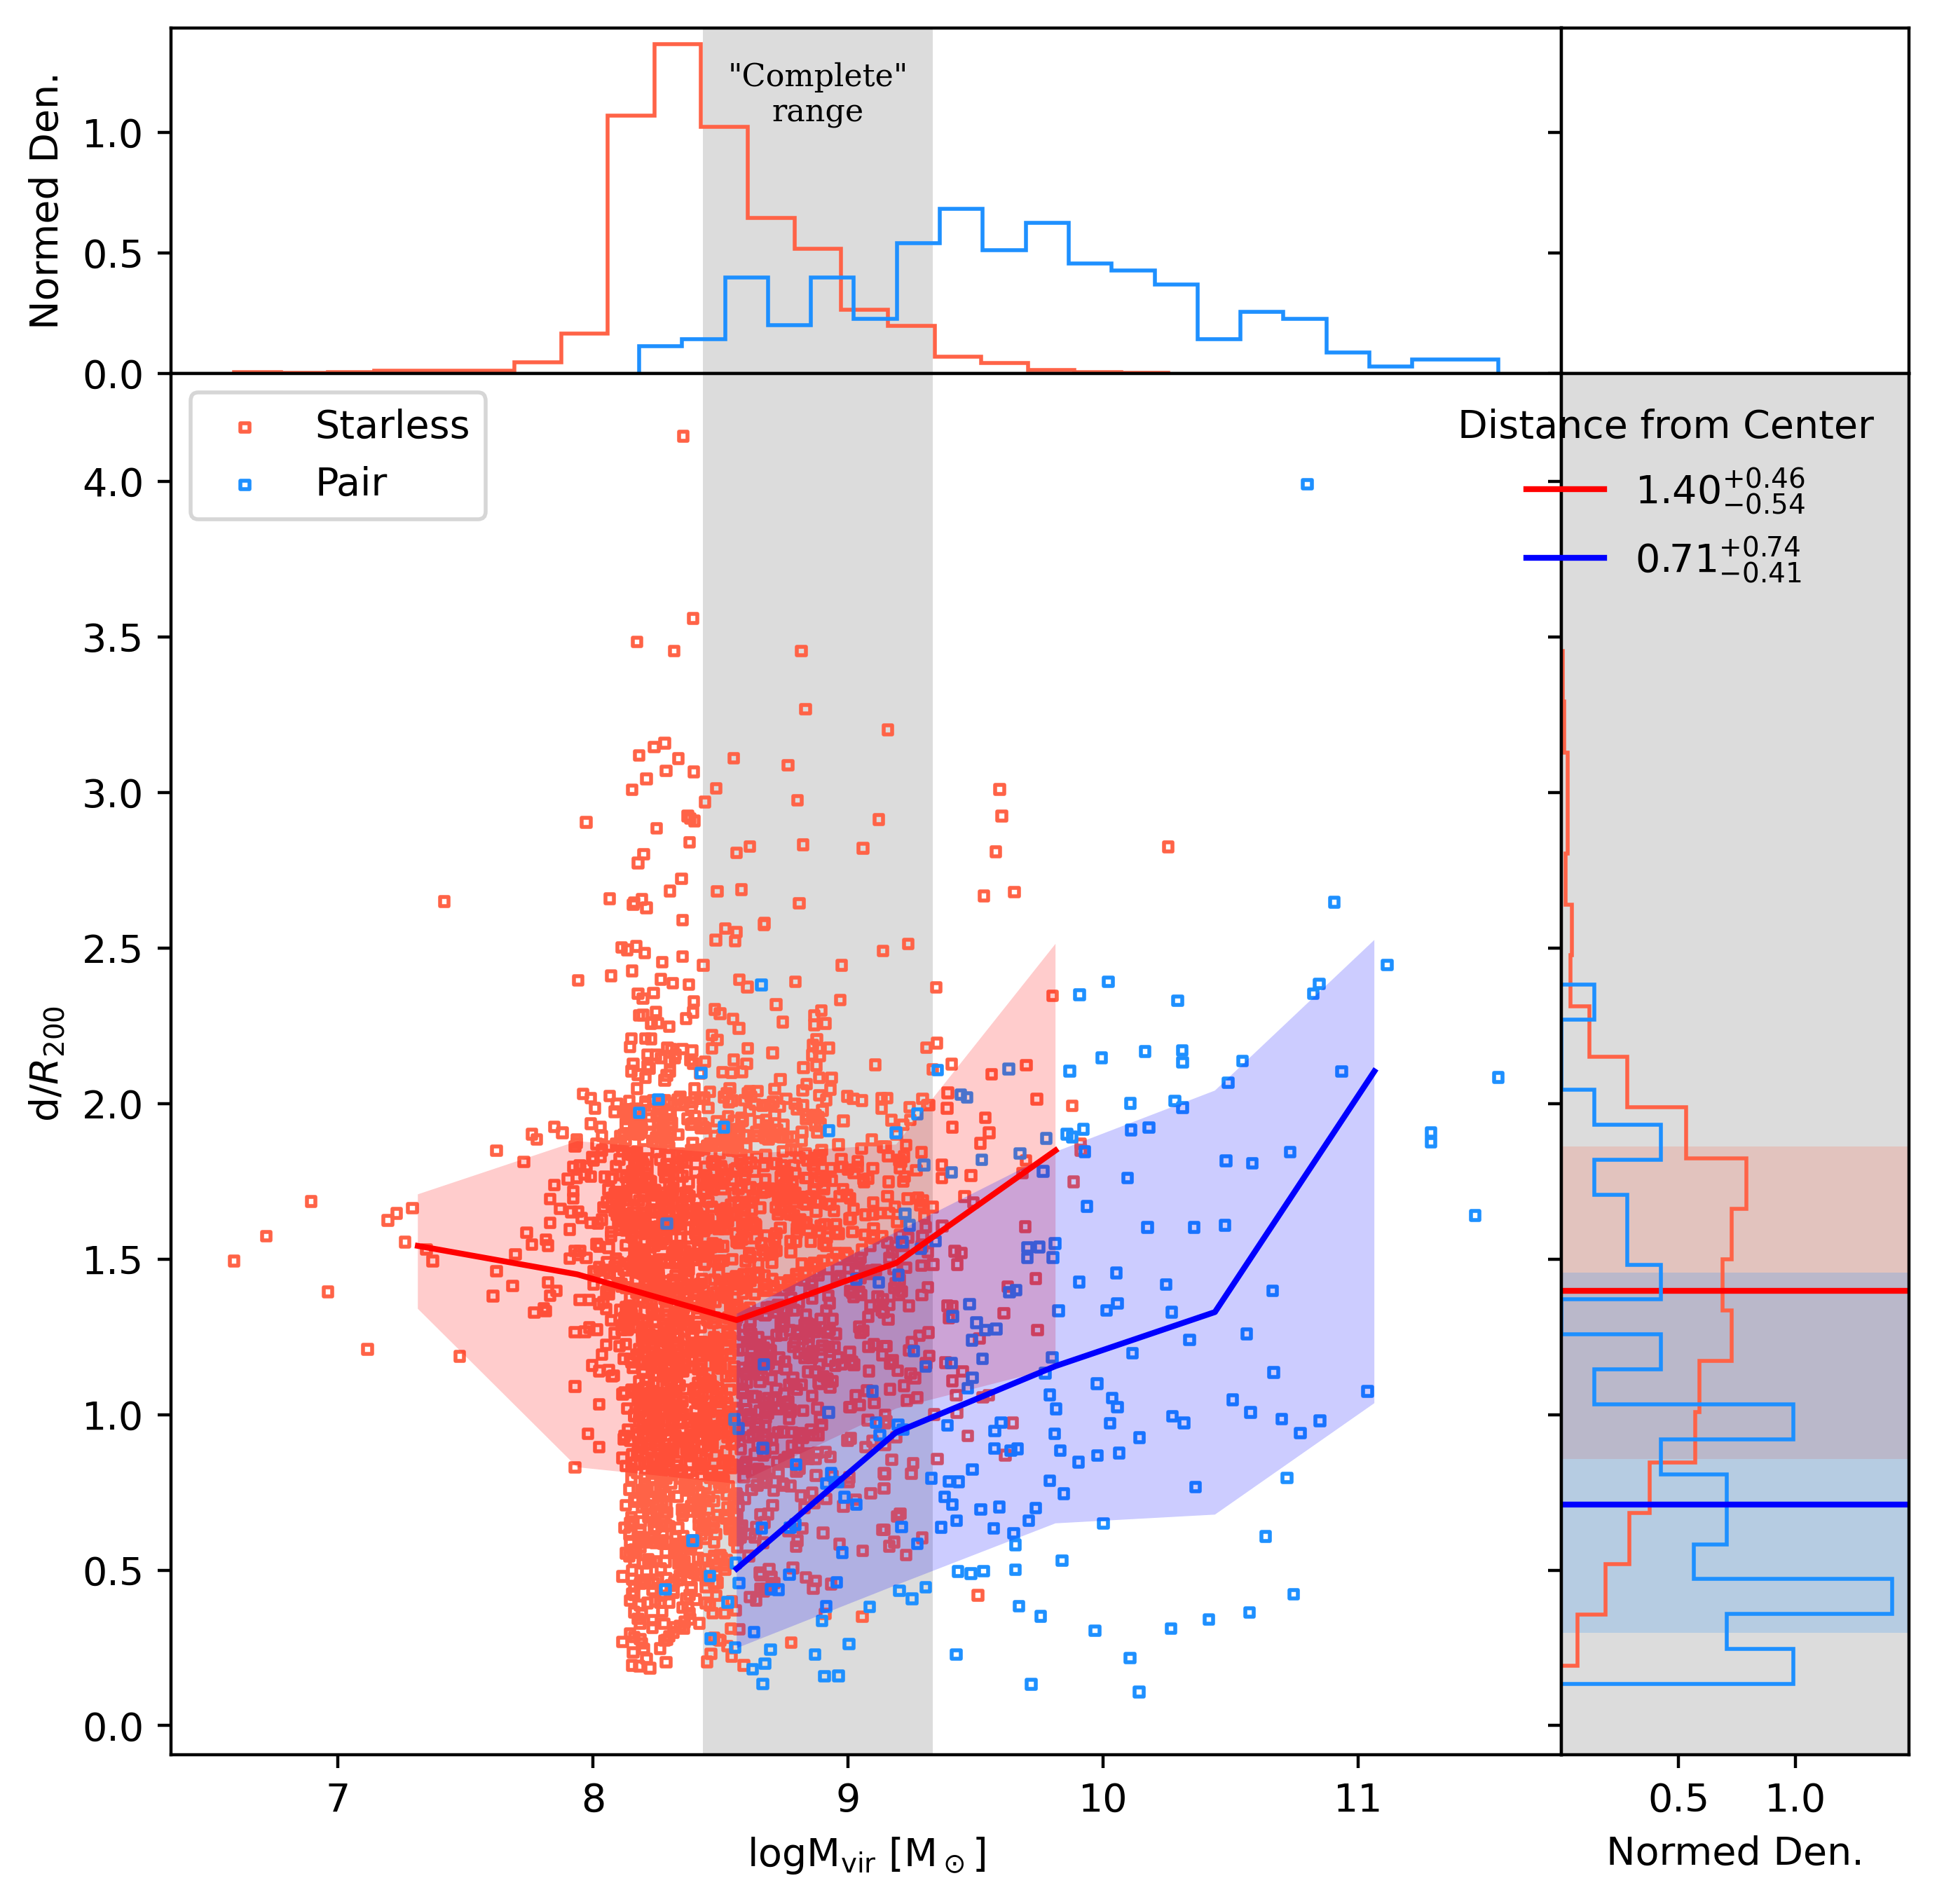 Normed Den.
1.0
0.5
0.0
"Complete"
range
Starless
Pair
Distance from Center
1.40+0.46−0.54
0.71+0.74−0.41
d/R200
4.0
3.5
3.0
2.5
2.0
1.5
1.0
0.5
0.0
7 8 9 10 11
logMvir [M⊙]
0.5 1.0
Normed Den.